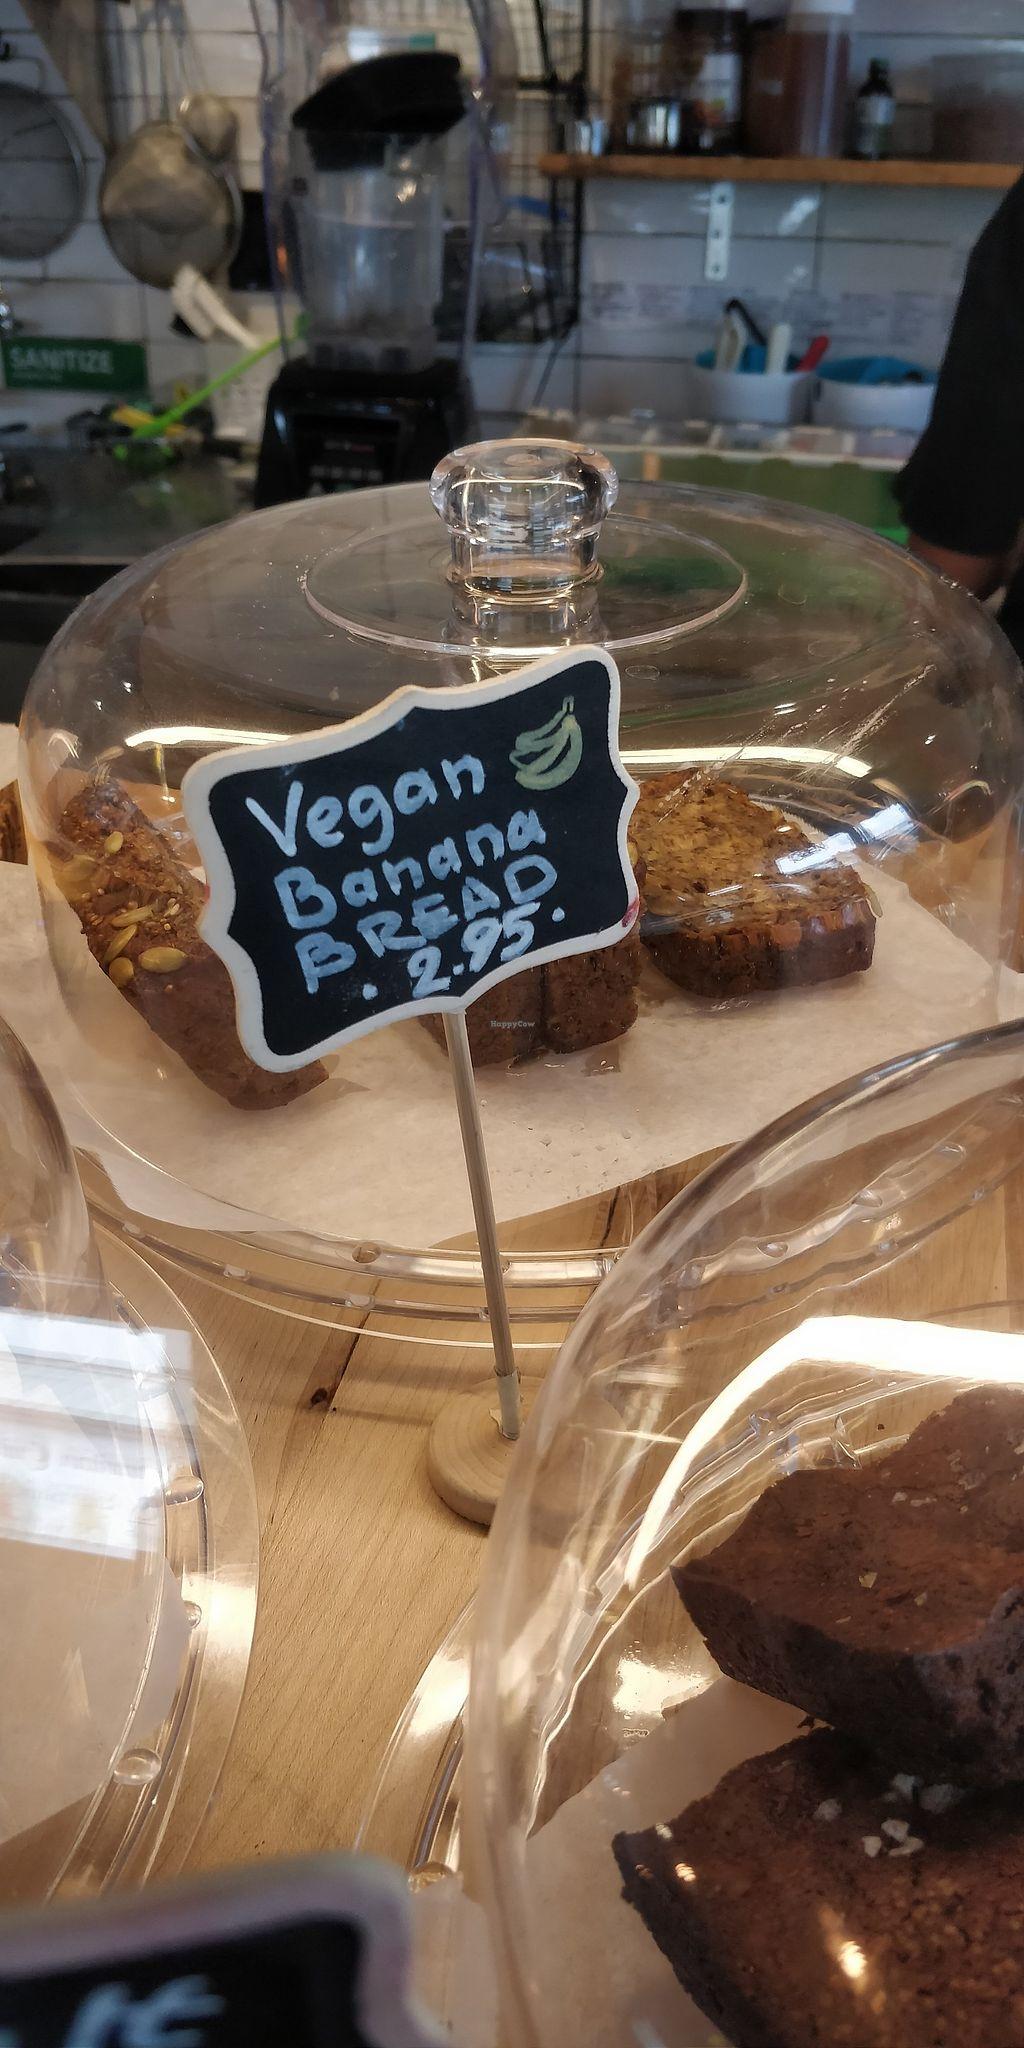 SANITIZE
Vegan
Banana
BREAD
. 2.95.
HappyCow